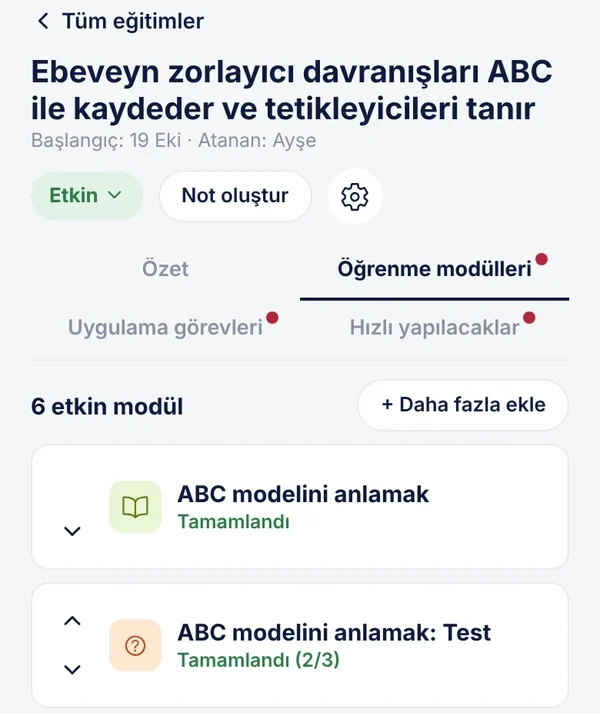 Tüm eğitimler
Ebeveyn zorlayıcı davranışları ABC
ile kaydeder ve tetikleyicileri tanır
Başlangıç: 19 Eki · Atanan: Ayşe
Etkin
Not oluştur
Özet
Öğrenme modülleri
Uygulama görevleri
Hızlı yapılacaklar
6 etkin modül
+ Daha fazla ekle
ABC modelini anlamak
Tamamlandı
ABC modelini anlamak: Test
Tamamlandı (2/3)